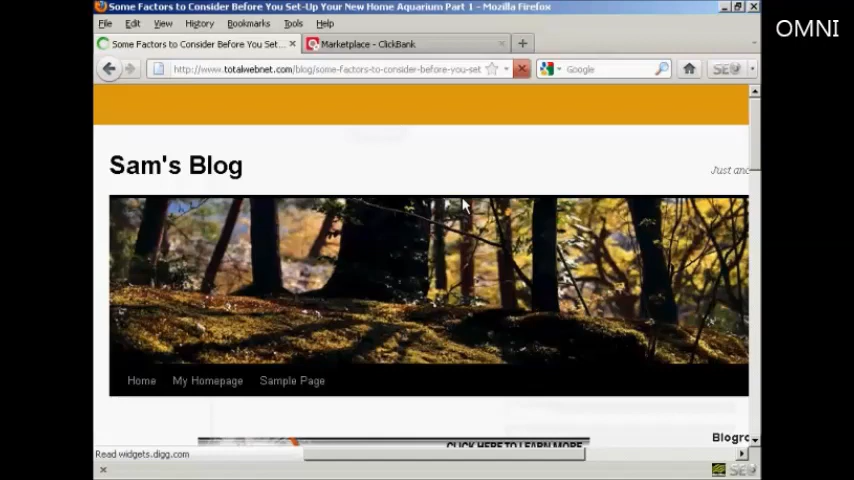 Some Factors to Consider Before You Set-Up Your New Home Aquarium Part 1 - Mozilla Firefox
OMNI
File Edit View History Bookmarks Tools Help
Some Factors to Consider Before You Set... Marketplace - ClickBank
http://www.totalwebnet.com/blog/some-factors-to-consider-before-you-set Google SEO
Sam's Blog
Just and
Home My Homepage Sample Page
CLICK HERE TO LEARN MORE
Blogro
Read widgets.digg.com
SEO